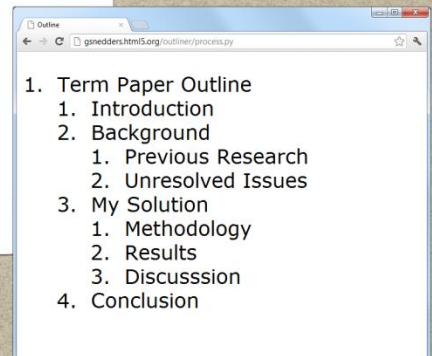 Outline
gsnedders.html5.org/outliner/process.py
1. Term Paper Outline
1. Introduction
2. Background
1. Previous Research
2. Unresolved Issues
3. My Solution
1. Methodology
2. Results
3. Discusssion
4. Conclusion